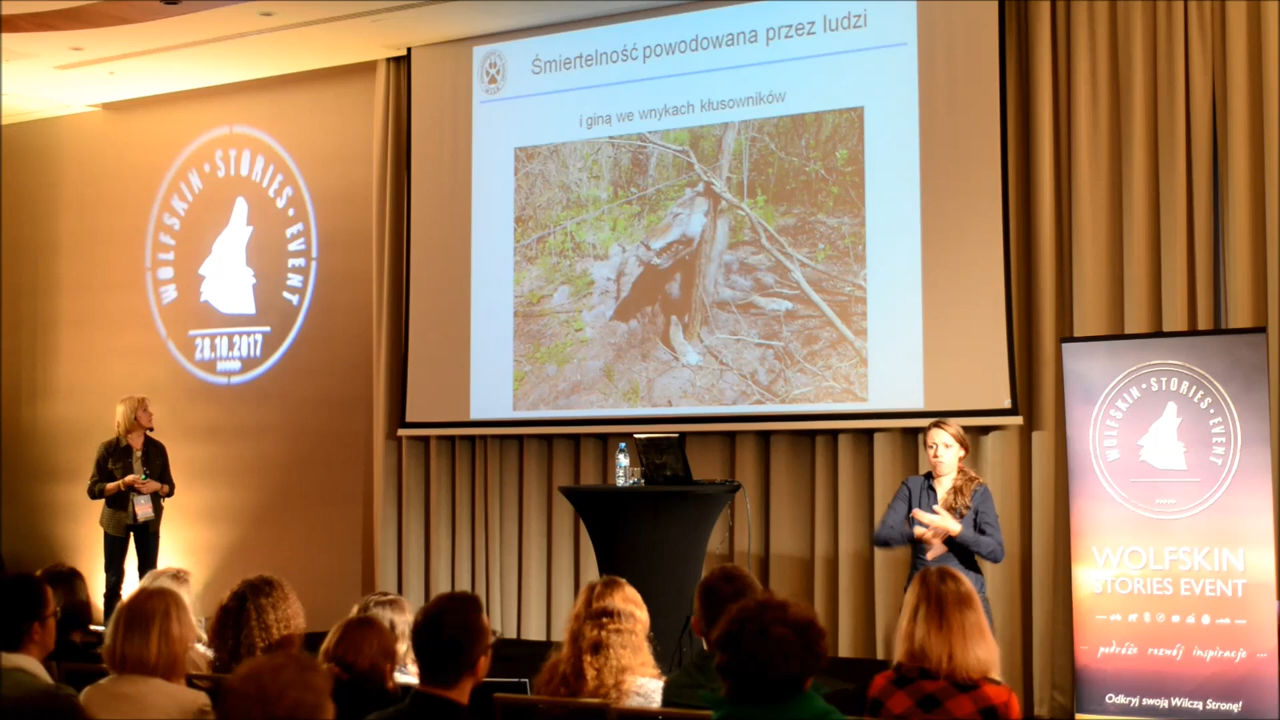 Śmiertelność powodowana przez ludzi
i giną we wnykach kłusowników
WOLFSKIN • STORIES • EVENT
28.10.2017
WOLFSKIN • STORIES • EVENT
WOLFSKIN
STORIES EVENT
podróże rozwój inspiracje ...
Odkryj swoją Wilczą Stronę!